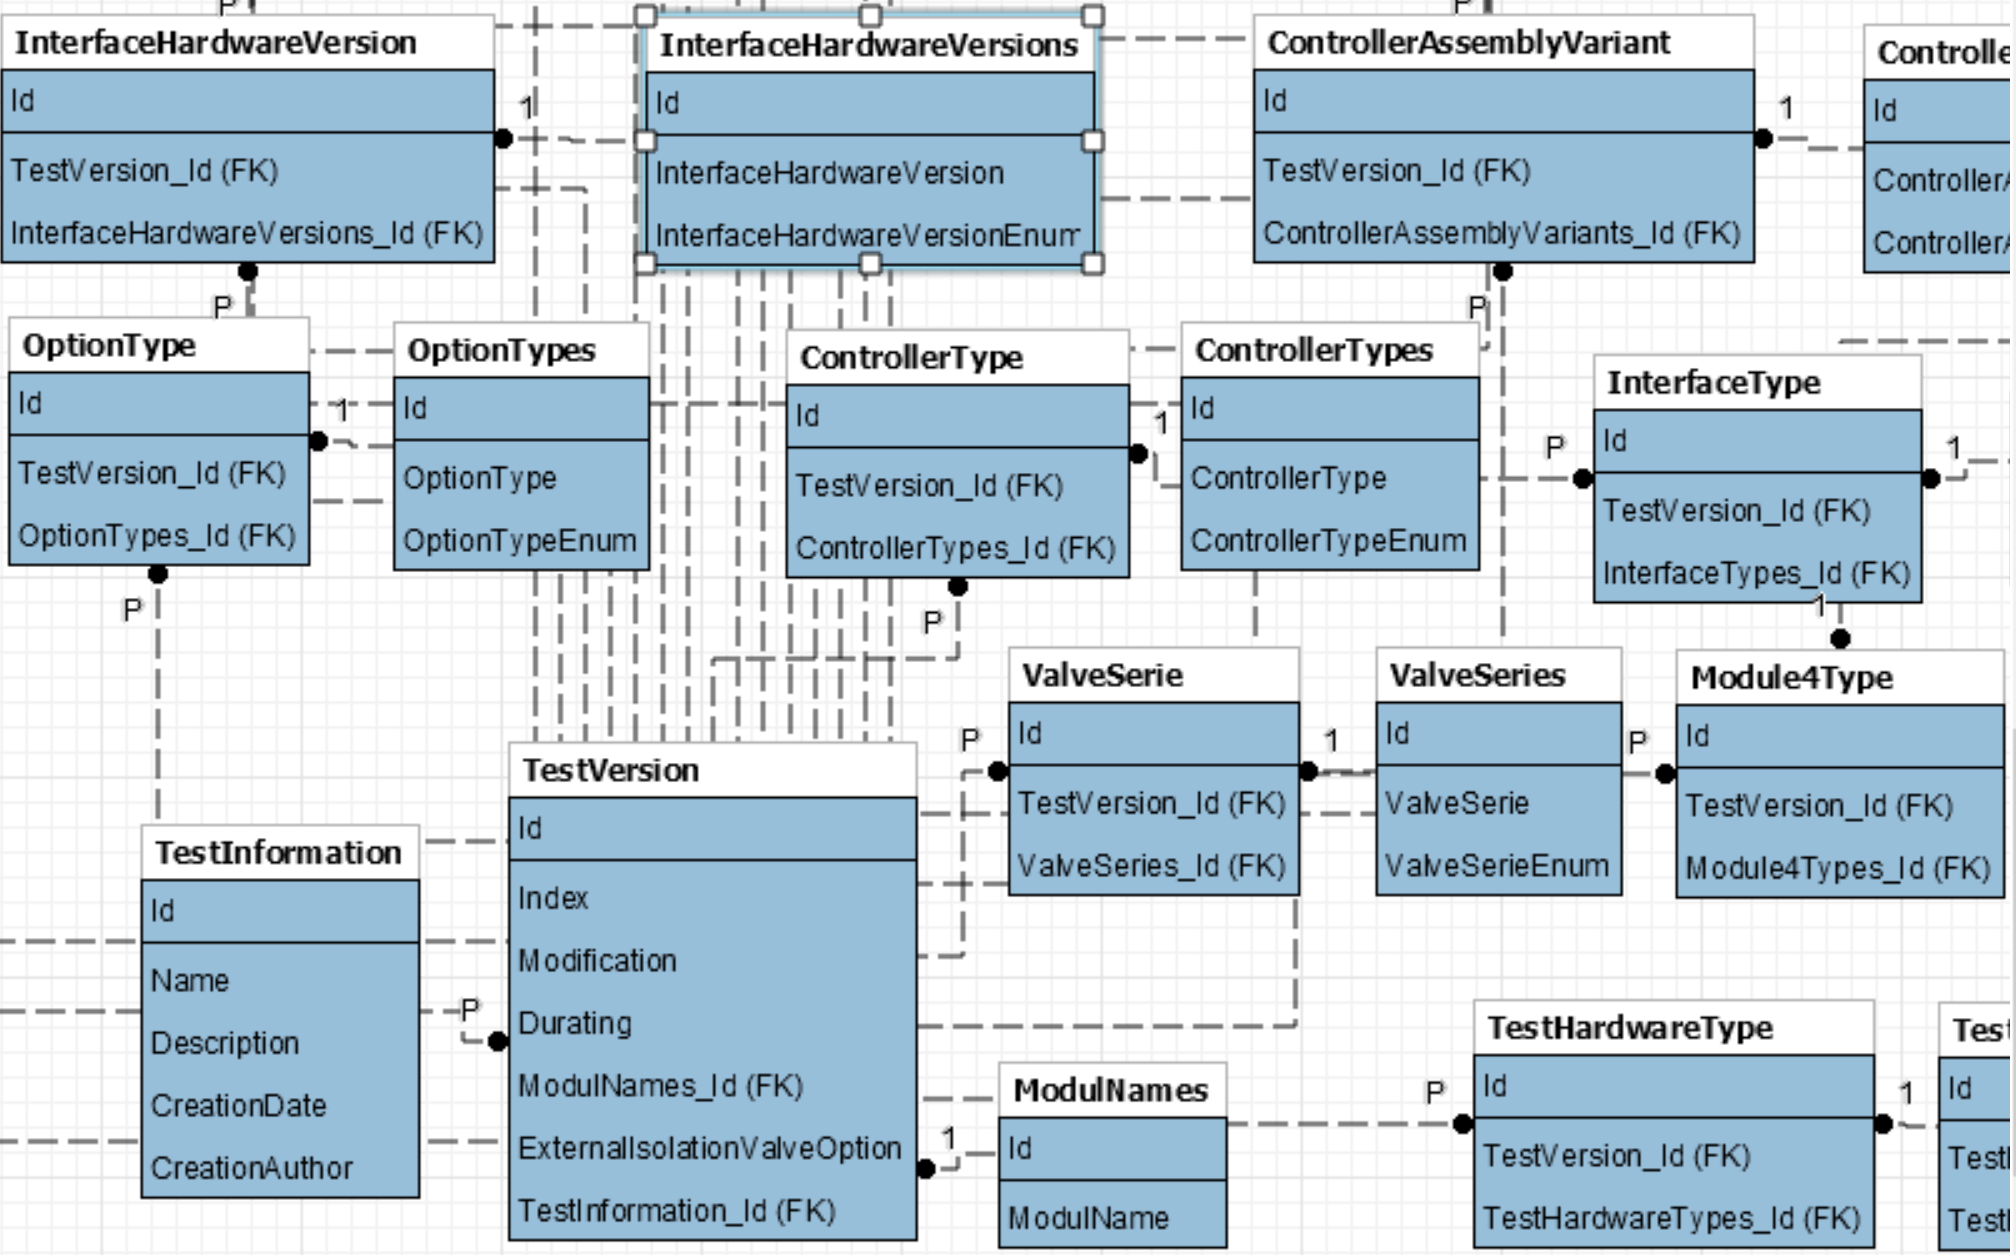 P
P
InterfaceHardwareVersion
Id
TestVersion_Id (FK)
InterfaceHardwareVersions_Id (FK)
1
InterfaceHardwareVersions
Id
InterfaceHardwareVersion
InterfaceHardwareVersionEnum
ControllerAssemblyVariant
Id
TestVersion_Id (FK)
ControllerAssemblyVariants_Id (FK)
1
Controlle
Id
Controller
Controller
P
P
OptionType
Id
TestVersion_Id (FK)
OptionTypes_Id (FK)
1
OptionTypes
Id
OptionType
OptionTypeEnum
ControllerType
Id
TestVersion_Id (FK)
ControllerTypes_Id (FK)
1
ControllerTypes
Id
ControllerType
ControllerTypeEnum
P
InterfaceType
Id
TestVersion_Id (FK)
InterfaceTypes_Id (FK)
1
1
P
P
ValveSerie
Id
TestVersion_Id (FK)
ValveSeries_Id (FK)
P
1
ValveSeries
Id
ValveSerie
ValveSerieEnum
P
Module4Type
Id
TestVersion_Id (FK)
Module4Types_Id (FK)
TestInformation
Id
Name
Description
CreationDate
CreationAuthor
P
TestVersion
Id
Index
Modification
Durating
ModulNames_Id (FK)
ExternalIsolationValveOption
TestInformation_Id (FK)
1
ModulNames
Id
ModulName
P
TestHardwareType
Id
TestVersion_Id (FK)
TestHardwareTypes_Id (FK)
1
Tes
Id
Test
Test